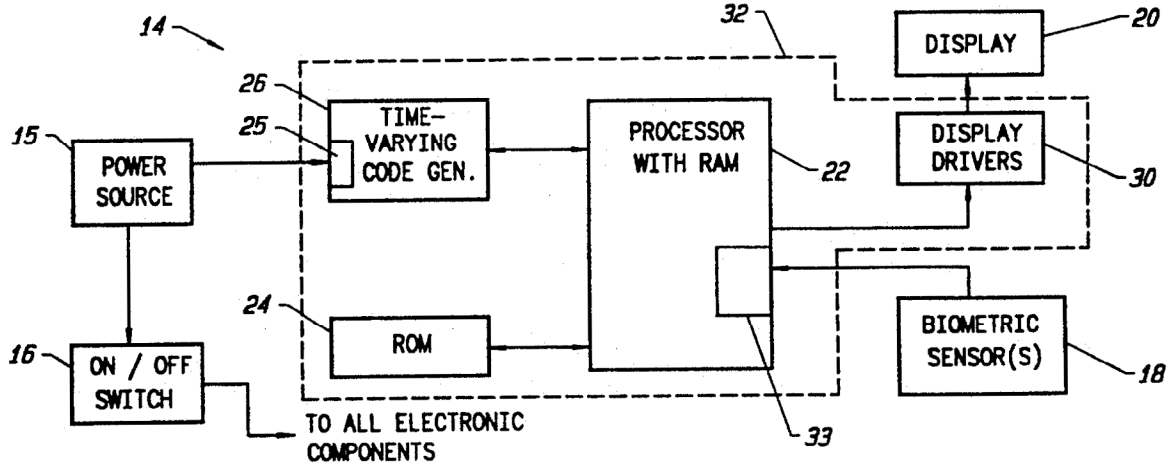 14
32
20
DISPLAY
26
TIME-
VARYING
CODE GEN.
25
15
POWER
SOURCE
PROCESSOR
WITH RAM
22
DISPLAY
DRIVERS
30
24
ROM
16
ON / OFF
SWITCH
BIOMETRIC
SENSOR(S)
18
33
TO ALL ELECTRONIC
COMPONENTS